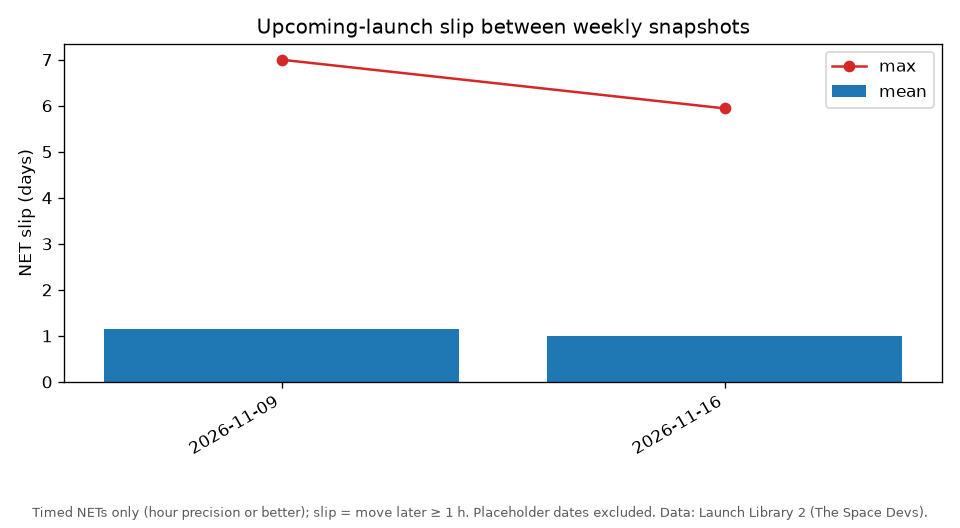 Upcoming-launch slip between weekly snapshots
max
mean
NET slip (days)
7
6
5
4
3
2
1
0
2026-11-09
2026-11-16
Timed NETs only (hour precision or better); slip = move later ≥ 1 h. Placeholder dates excluded. Data: Launch Library 2 (The Space Devs).